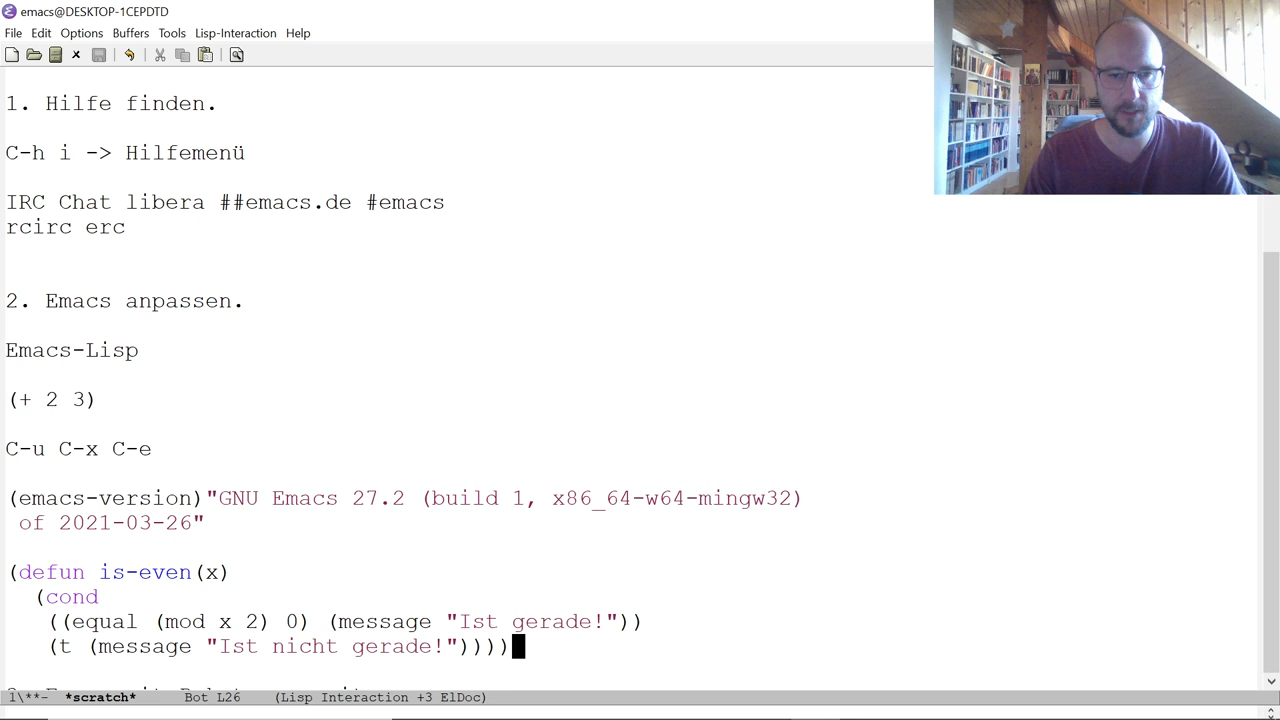 emacs@DESKTOP-1CEPDTD
File Edit Options Buffers Tools Lisp-Interaction Help
1. Hilfe finden.
C-h i -> Hilfemenü
IRC Chat libera ##emacs.de #emacs
rcirc erc
2. Emacs anpassen.
Emacs-Lisp
(+ 2 3)
C-u C-x C-e
(emacs-version)"GNU Emacs 27.2 (build 1, x86_64-w64-mingw32)
of 2021-03-26"
(defun is-even(x)
(cond
((equal (mod x 2) 0) (message "Ist gerade!"))
(t (message "Ist nicht gerade!"))))
1\**- *scratch* Bot L26 (Lisp Interaction +3 ElDoc)